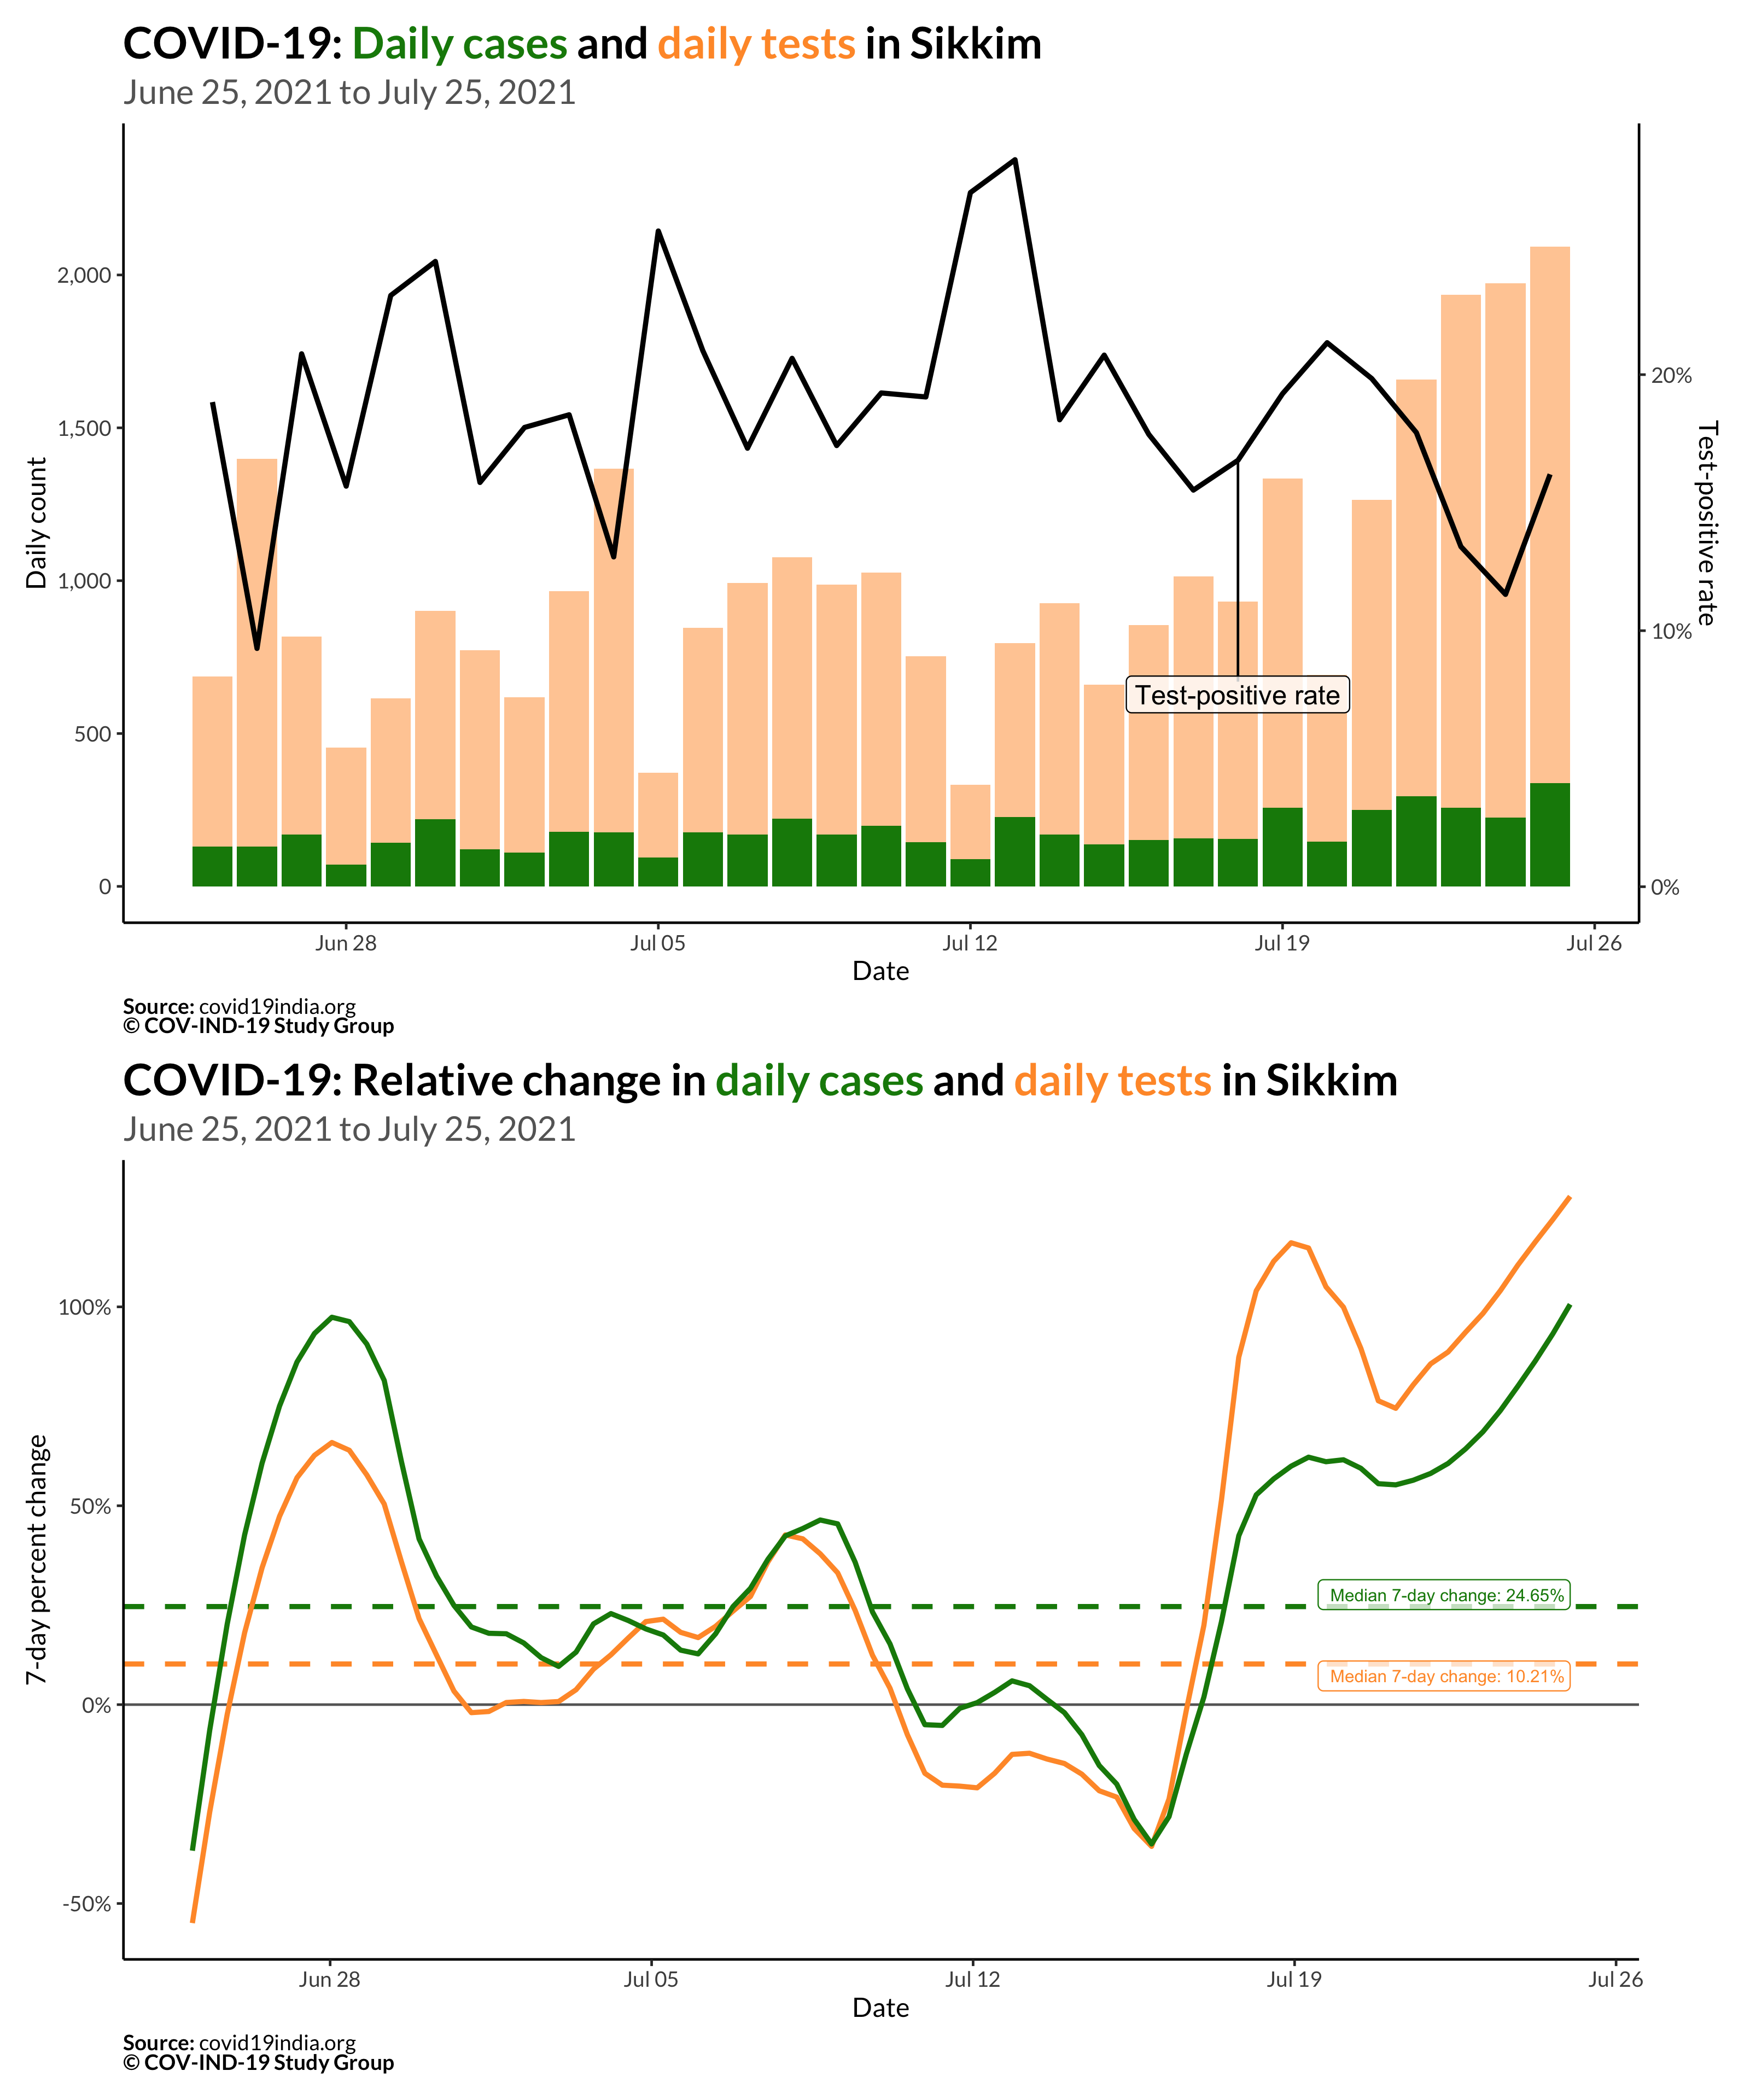 COVID-19: Daily cases and daily tests in Sikkim
June 25, 2021 to July 25, 2021
2,000
1,500
1,000
500
0
Daily count
20%
10%
0%
Test-positive rate
Test-positive rate
Jun 28
Jul 05
Jul 12
Jul 19
Jul 26
Date
Source: covid19india.org
© COV-IND-19 Study Group
COVID-19: Relative change in daily cases and daily tests in Sikkim
June 25, 2021 to July 25, 2021
100%
50%
0%
-50%
7-day percent change
Median 7-day change: 24.65%
Median 7-day change: 10.21%
Jun 28
Jul 05
Jul 12
Jul 19
Jul 26
Date
Source: covid19india.org
© COV-IND-19 Study Group